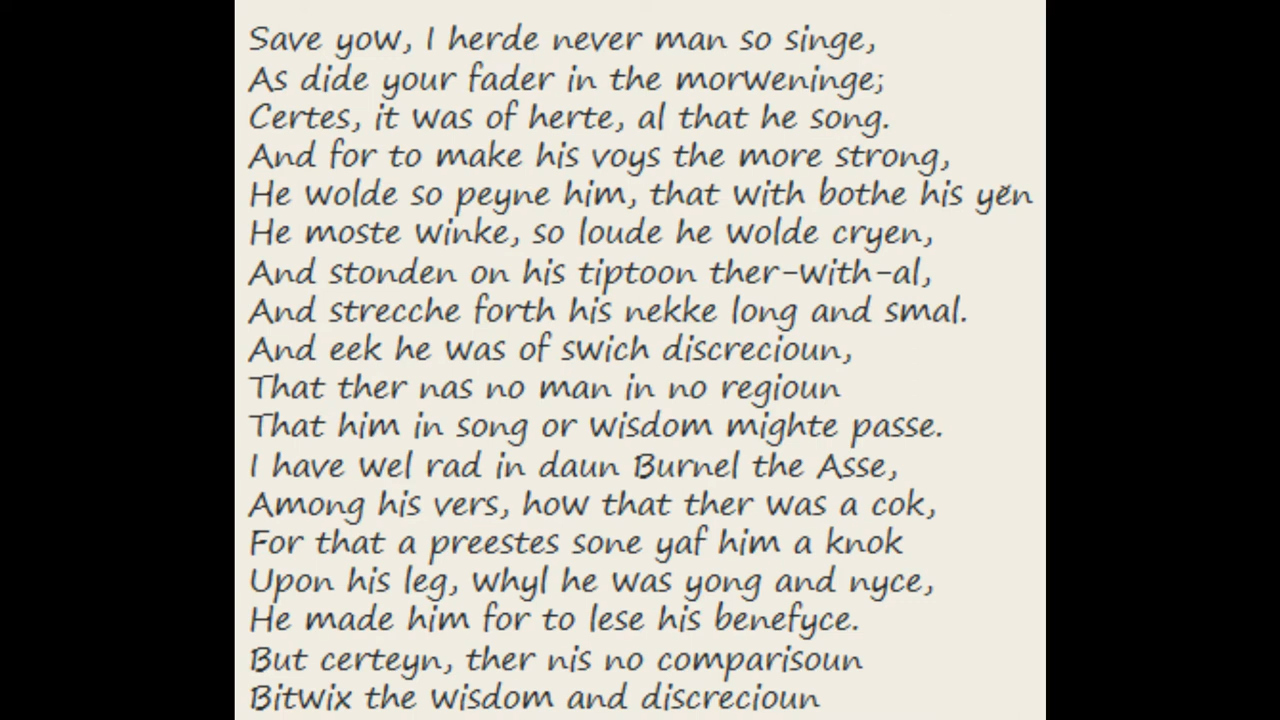 Save yow, I herde never man so singe,
As dide your fader in the morweninge;
Certes, it was of herte, al that he song.
And for to make his voys the more strong,
He wolde so peyne him, that with bothe his yën
He moste winke, so loude he wolde cryen,
And stonden on his tiptoon ther-with-al,
And strecche forth his nekke long and smal.
And eek he was of swich discrecioun,
That ther nas no man in no regioun
That him in song or wisdom mighte passe.
I have wel rad in daun Burnel the Asse,
Among his vers, how that ther was a cok,
For that a preestes sone yaf him a knok
Upon his leg, whyl he was yong and nyce,
He made him for to lese his benefyce.
But certeyn, ther nis no comparisoun
Bitwix the wisdom and discrecioun